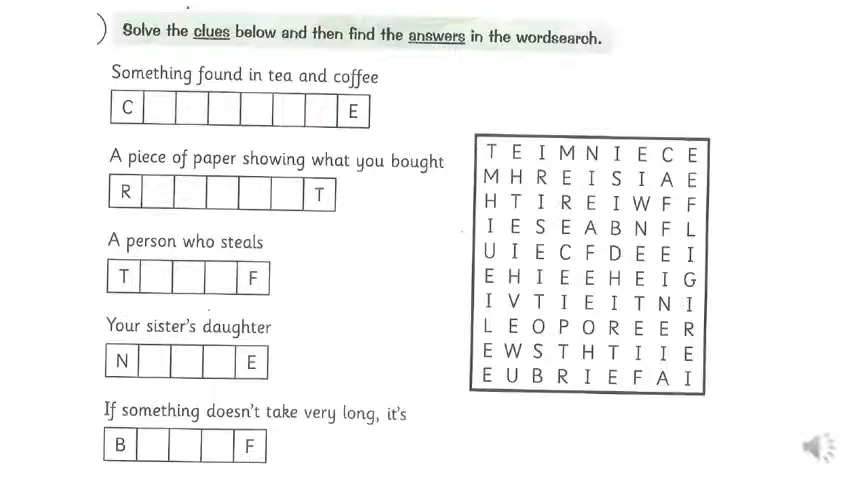 Solve the clues below and then find the answers in the wordsearch.
Something found in tea and coffee
C E
A piece of paper showing what you bought
R T
A person who steals
T F
Your sister's daughter
N E
If something doesn't take very long, it's
B F
T E I M N I E C E
M H R E I S I A E
H T I R E I W F F
I E S E A B N F L
U I E C F D E E I
E H I E E H E I G
I V T I E I T N I
L E O P O R E E R
E W S T H T I I E
E U B R I E F A I